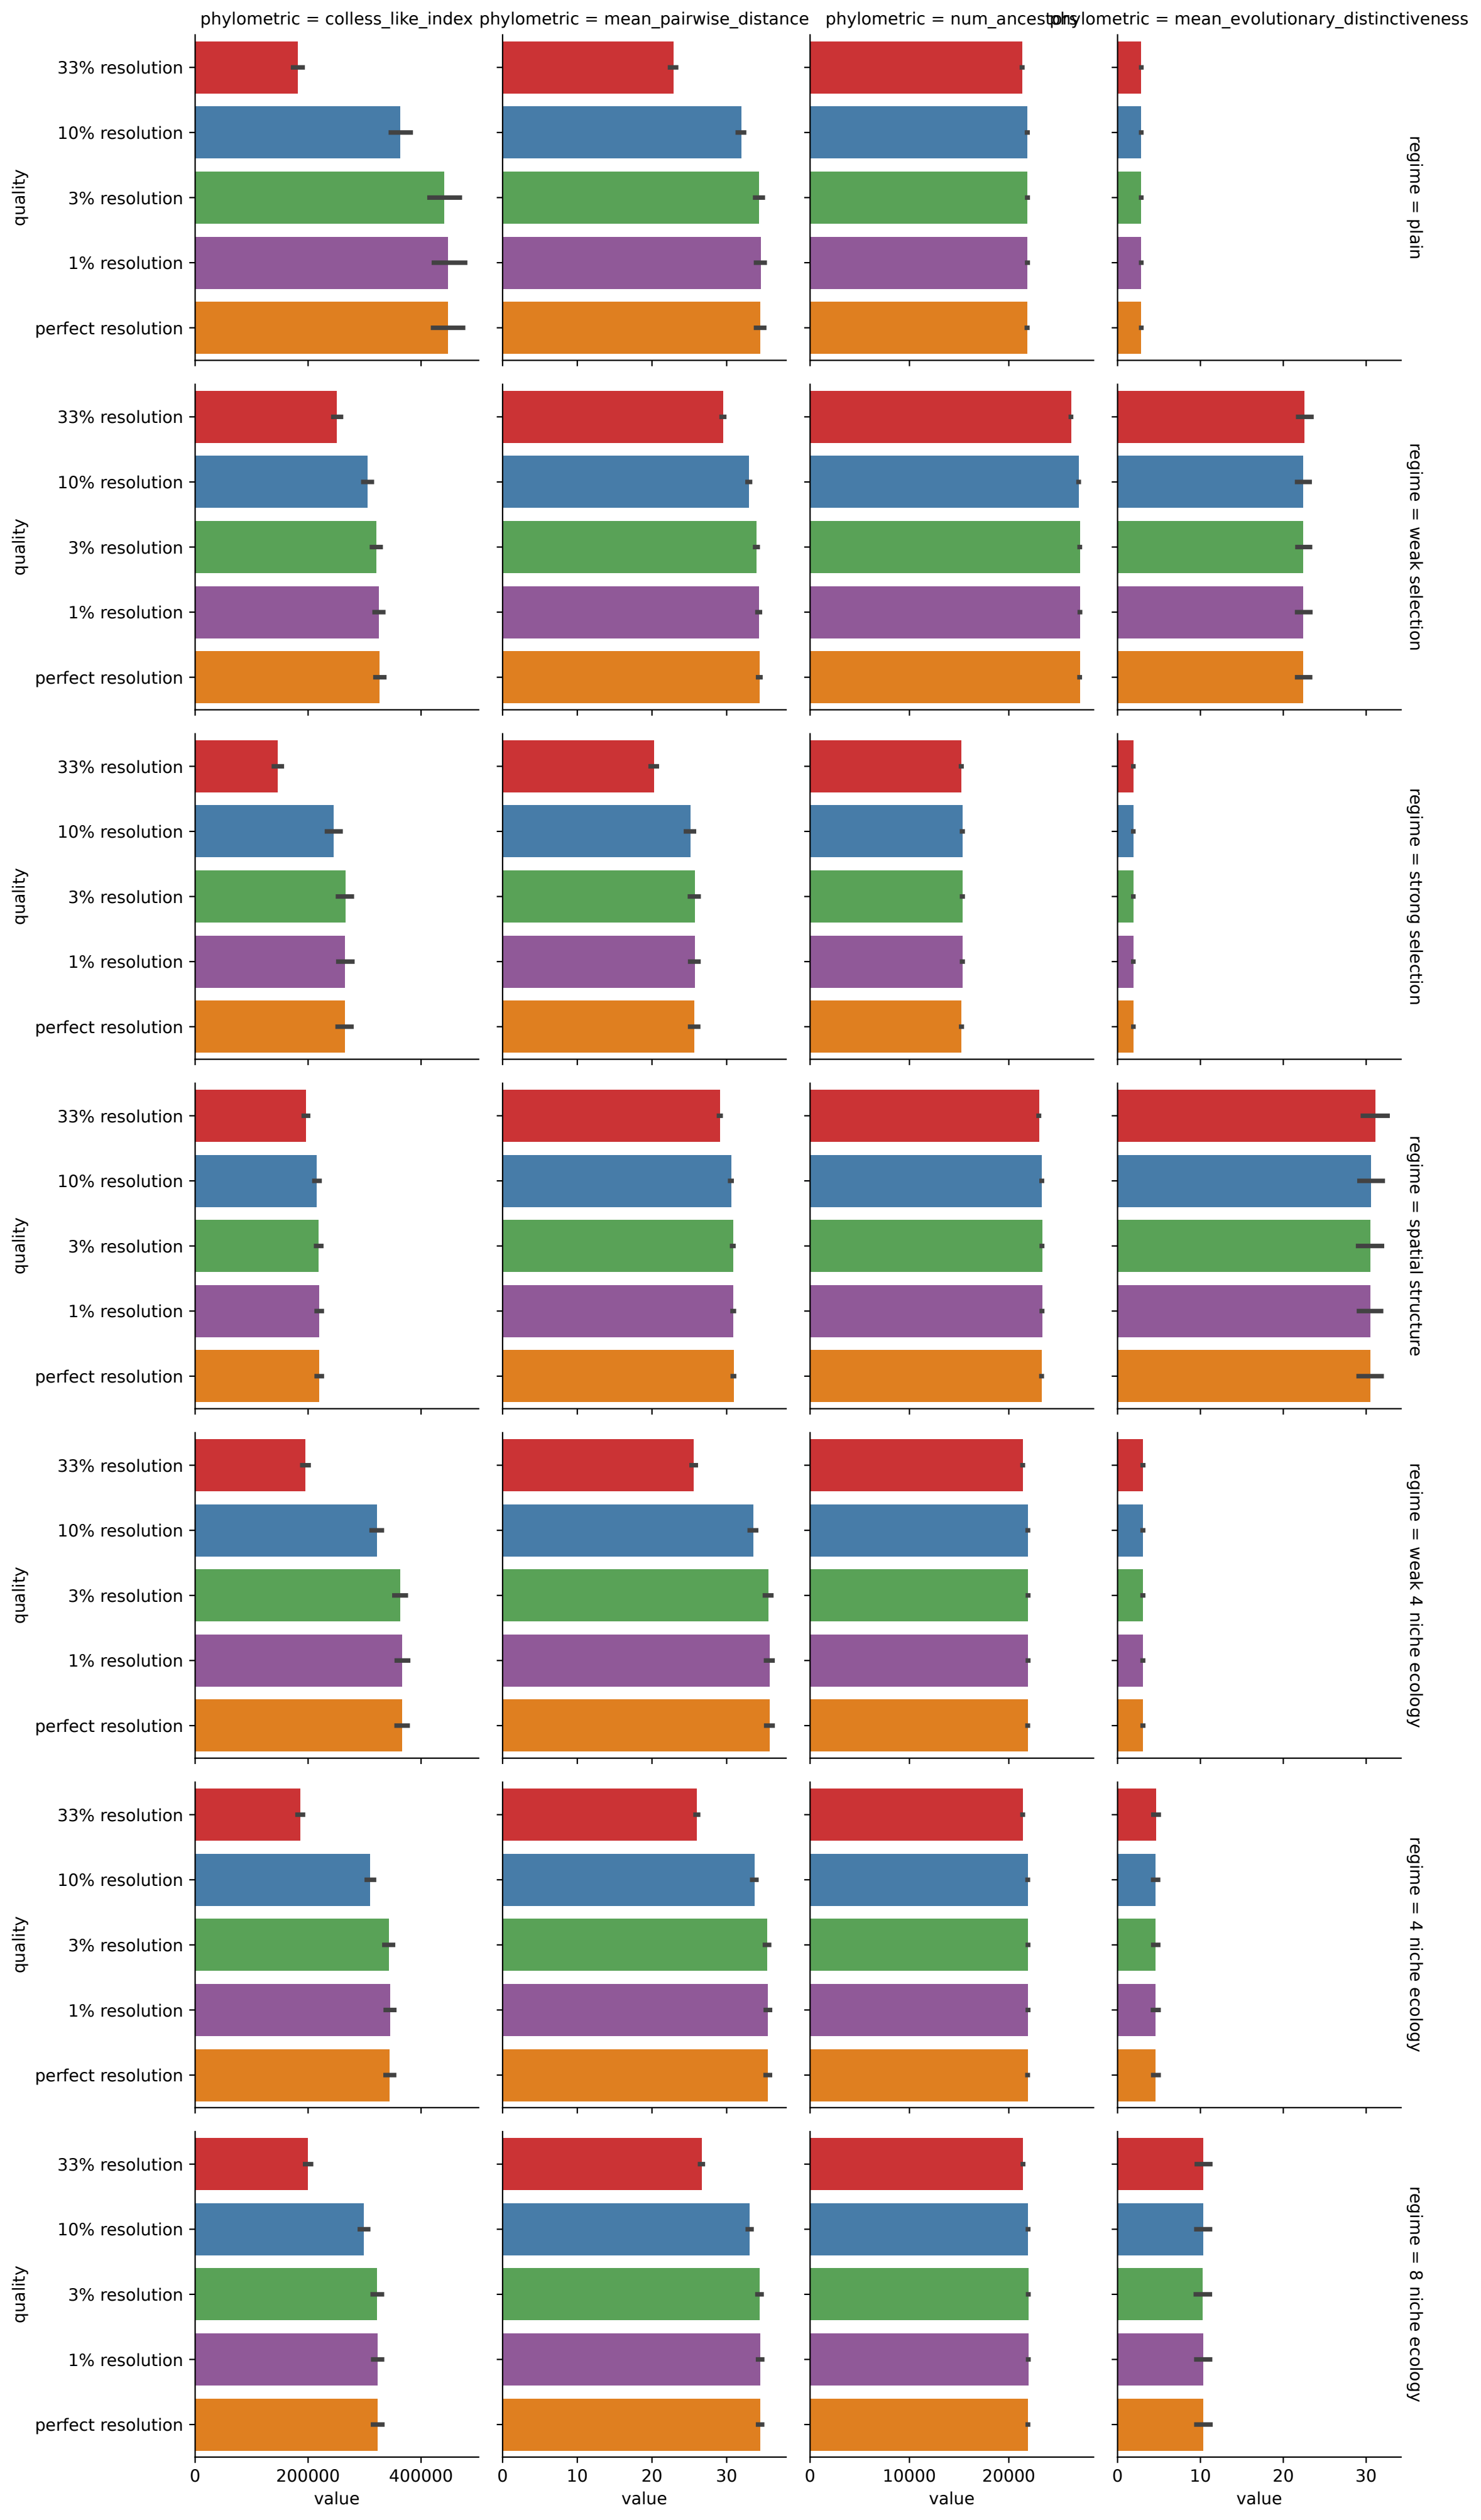 phylometric = colless_like_index
phylometric = mean_pairwise_distance
phylometric = num_ancestors
phylometric = mean_evolutionary_distinctiveness
33% resolution
10% resolution
3% resolution
1% resolution
perfect resolution
quality
regime = plain
33% resolution
10% resolution
3% resolution
1% resolution
perfect resolution
quality
regime = weak selection
33% resolution
10% resolution
3% resolution
1% resolution
perfect resolution
quality
regime = strong selection
33% resolution
10% resolution
3% resolution
1% resolution
perfect resolution
quality
regime = spatial structure
33% resolution
10% resolution
3% resolution
1% resolution
perfect resolution
quality
regime = weak 4 niche ecology
33% resolution
10% resolution
3% resolution
1% resolution
perfect resolution
quality
regime = 4 niche ecology
33% resolution
10% resolution
3% resolution
1% resolution
perfect resolution
quality
regime = 8 niche ecology
0 200000 400000
0 10 20 30
0 10000 20000
0 10 20 30
value
value
value
value